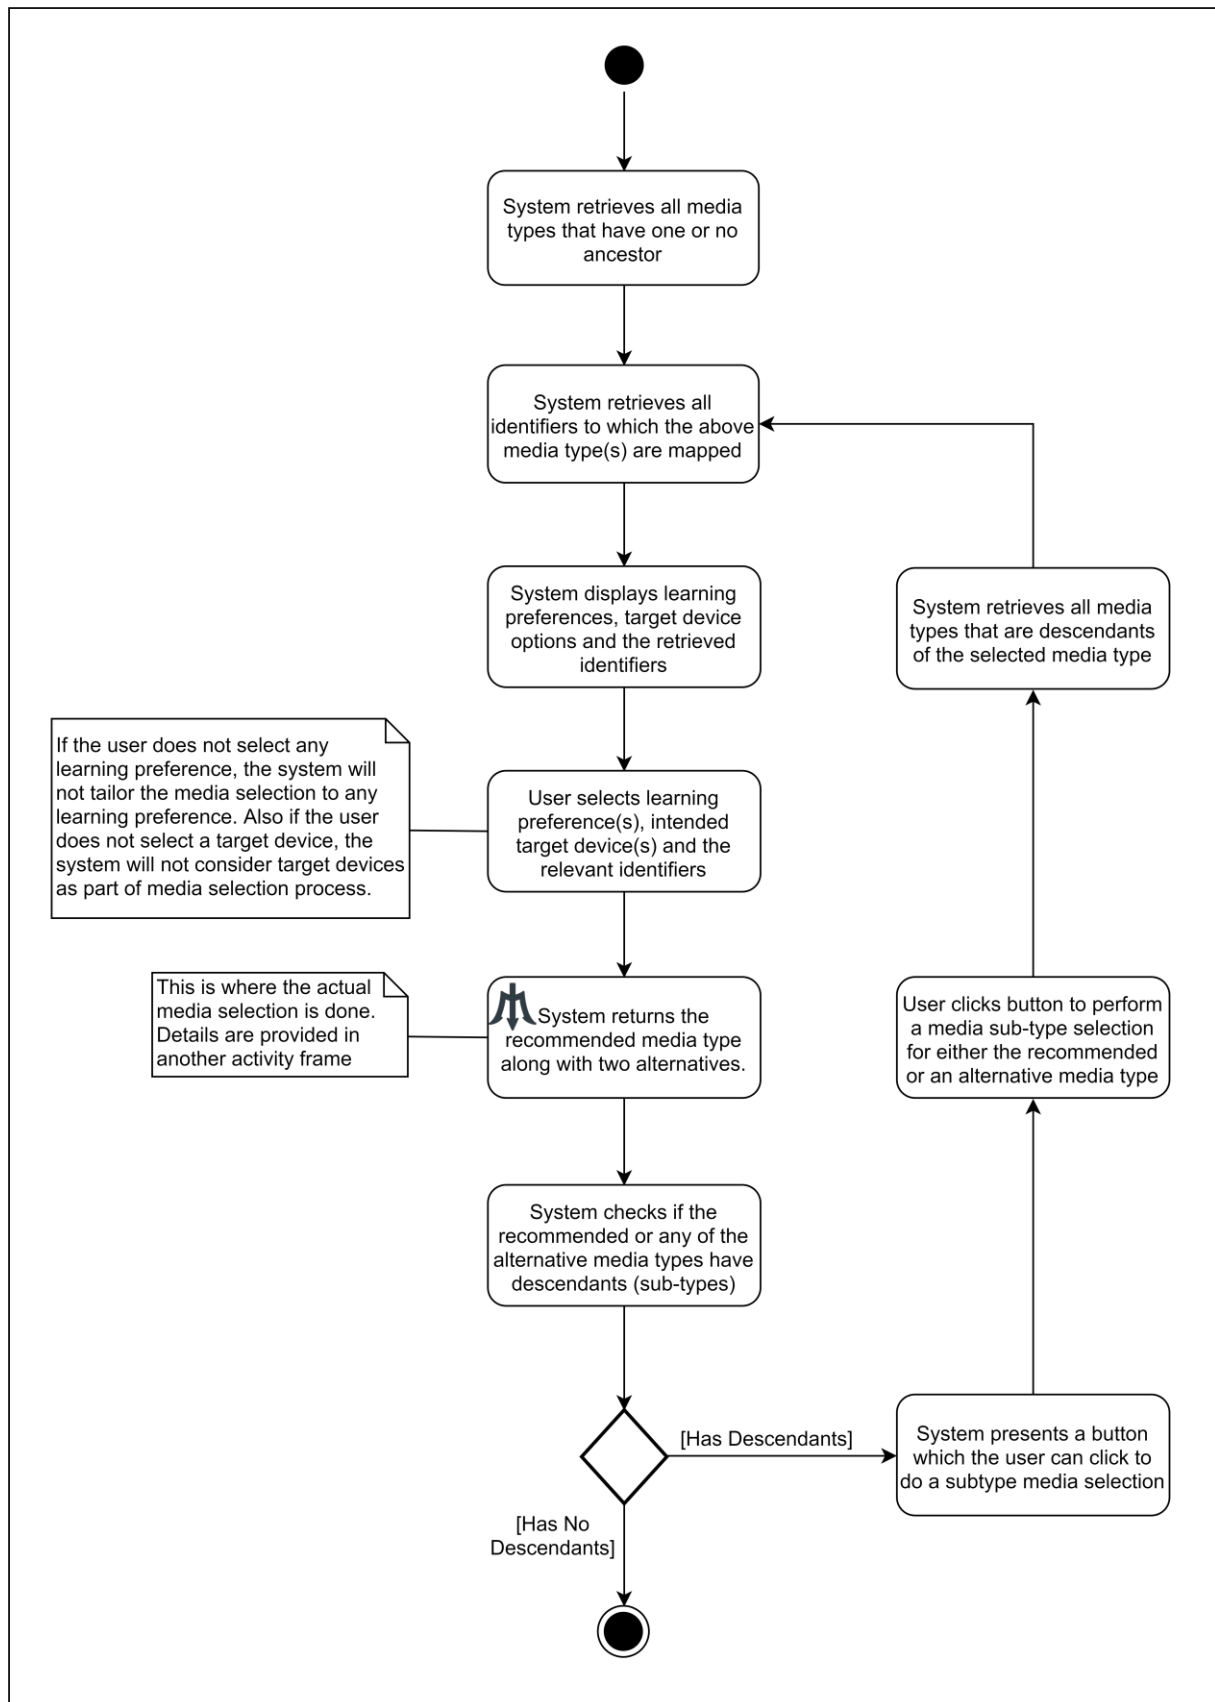 System retrieves all media
types that have one or no
ancestor
System retrieves all
identifiers to which the above
media type(s) are mapped
System displays learning
preferences, target device
options and the retrieved
identifiers
System retrieves all media
types that are descendants
of the selected media type
If the user does not select any
learning preference, the system will
not tailor the media selection to any
learning preference. Also if the user
does not select a target device, the
system will not consider target devices
as part of media selection process.
User selects learning
preference(s), intended
target device(s) and the
relevant identifiers
This is where the actual
media selection is done.
Details are provided in
another activity frame
System returns the
recommended media type
along with two alternatives.
User clicks button to perform
a media sub-type selection
for either the recommended
or an alternative media type
System checks if the
recommended or any of the
alternative media types have
descendants (sub-types)
[Has Descendants]
System presents a button
which the user can click to
do a subtype media selection
[Has No
Descendants]